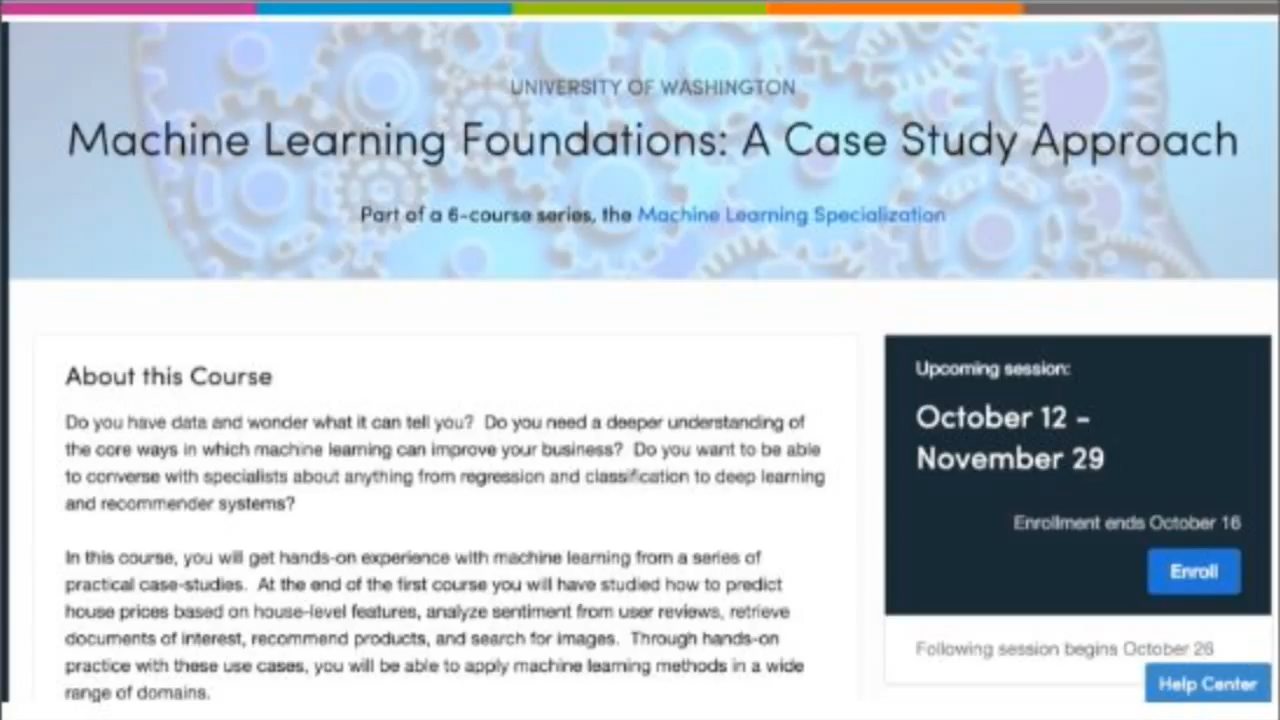 UNIVERSITY OF WASHINGTON
Machine Learning Foundations: A Case Study Approach
Part of a 6-course series, the Machine Learning Specialization
About this Course
Do you have data and wonder what it can tell you?  Do you need a deeper understanding of
the core ways in which machine learning can improve your business?  Do you want to be able
to converse with specialists about anything from regression and classification to deep learning
and recommender systems?
In this course, you will get hands-on experience with machine learning from a series of
practical case-studies.  At the end of the first course you will have studied how to predict
house prices based on house-level features, analyze sentiment from user reviews, retrieve
documents of interest, recommend products, and search for images.  Through hands-on
practice with these use cases, you will be able to apply machine learning methods in a wide
range of domains.
Upcoming session:
October 12 –
November 29
Enrollment ends October 16
Enroll
Following session begins October 26
Help Center